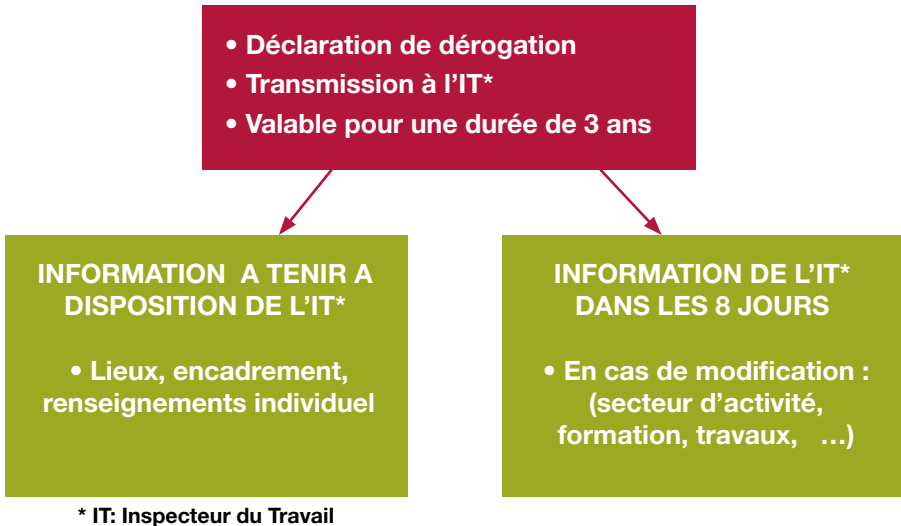 • Déclaration de dérogation
• Transmission à l'IT*
• Valable pour une durée de 3 ans
INFORMATION A TENIR A
DISPOSITION DE L'IT*
• Lieux, encadrement,
renseignements individuel
INFORMATION DE L'IT*
DANS LES 8 JOURS
• En cas de modification :
(secteur d'activité,
formation, travaux, …)
* IT: Inspecteur du Travail